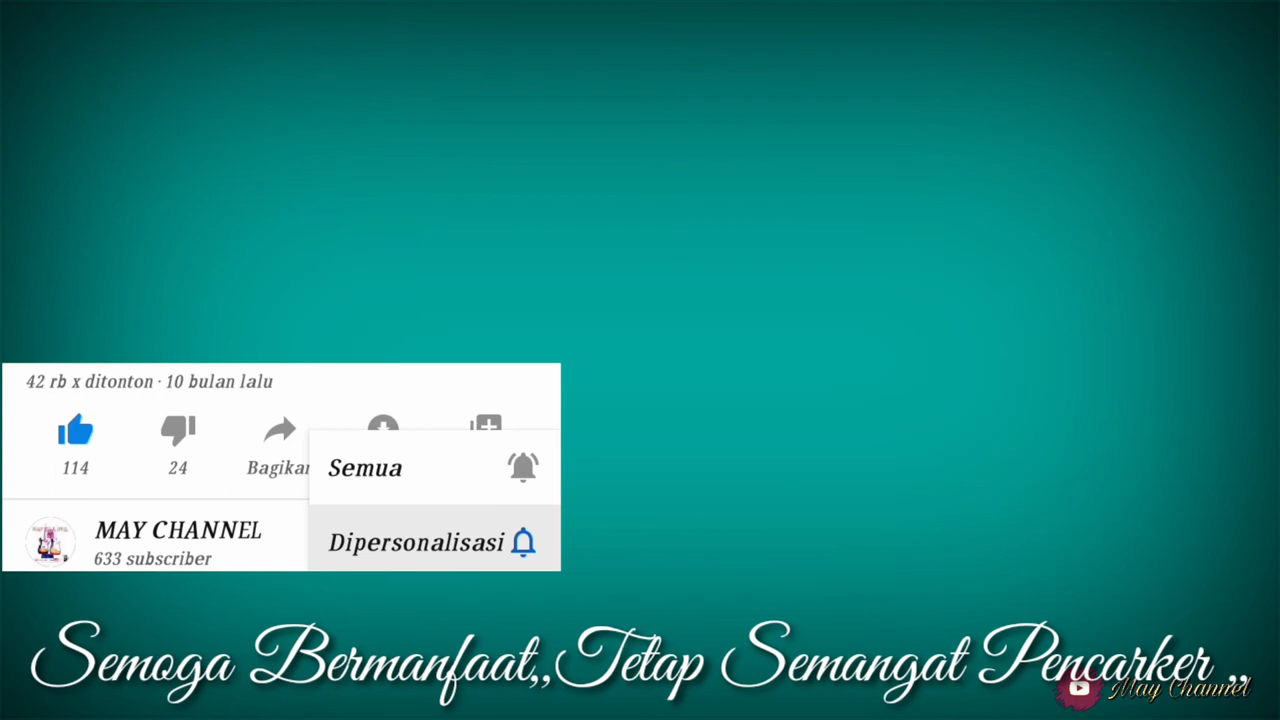 42 rb x ditonton · 10 bulan lalu
114
24
Bagikan
Semua
MAY CHANNEL
633 subscriber
Dipersonalisasi
Semoga Bermanfaat,,Tetap Semangat Pencarker ,,
May Channel